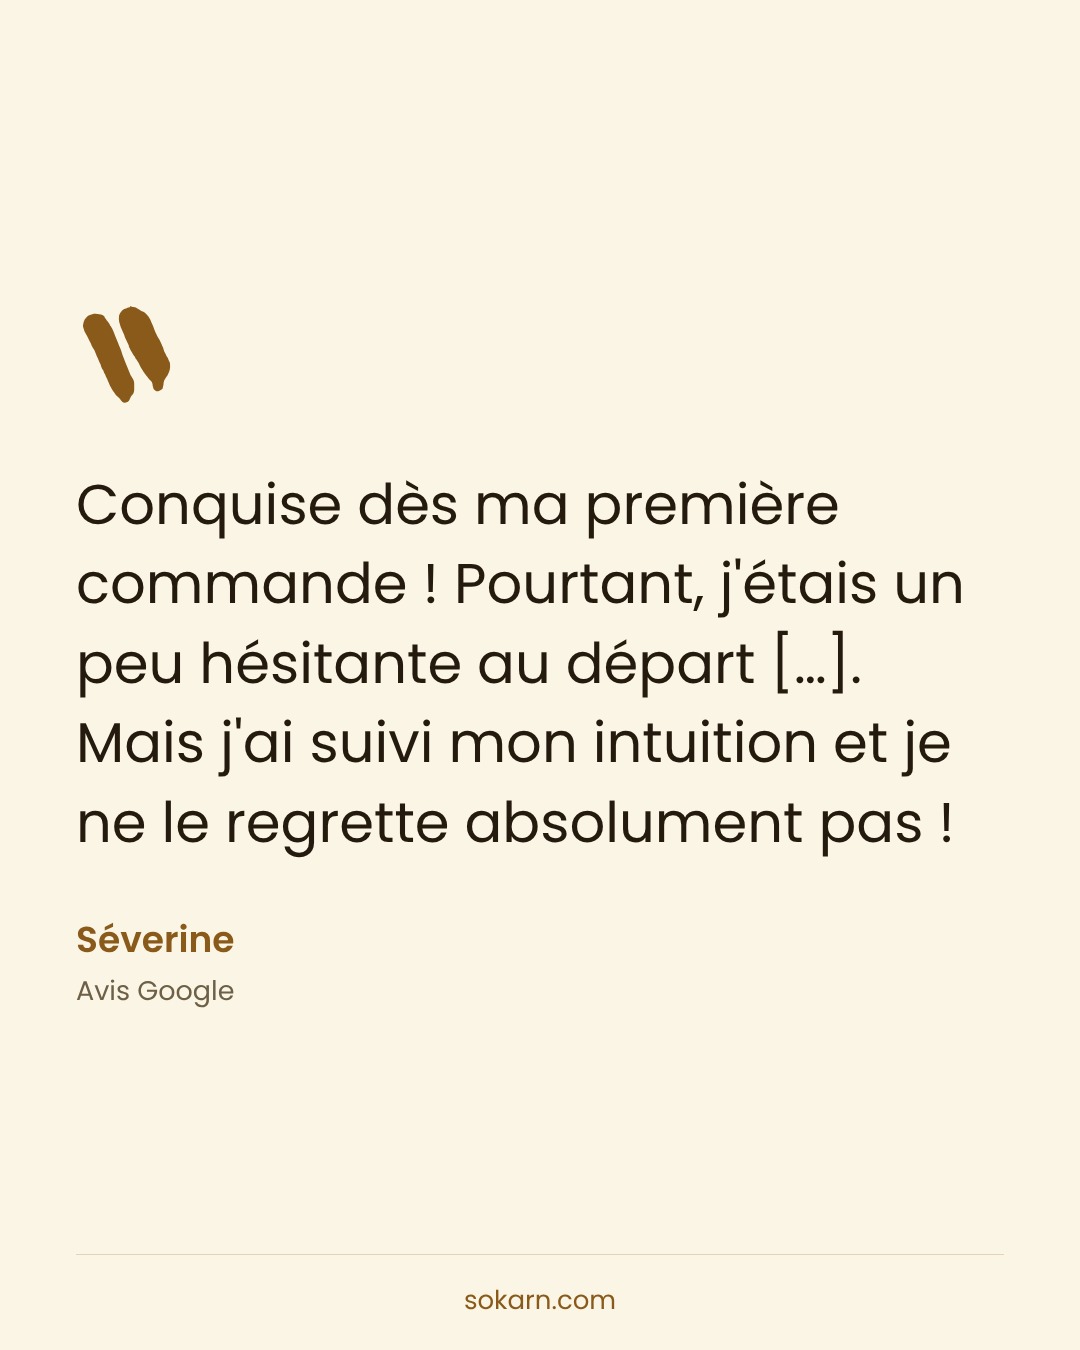 Conquise dès ma première
commande ! Pourtant, j'étais un
peu hésitante au départ [...].
Mais j'ai suivi mon intuition et je
ne le regrette absolument pas !
Séverine
Avis Google
sokarn.com